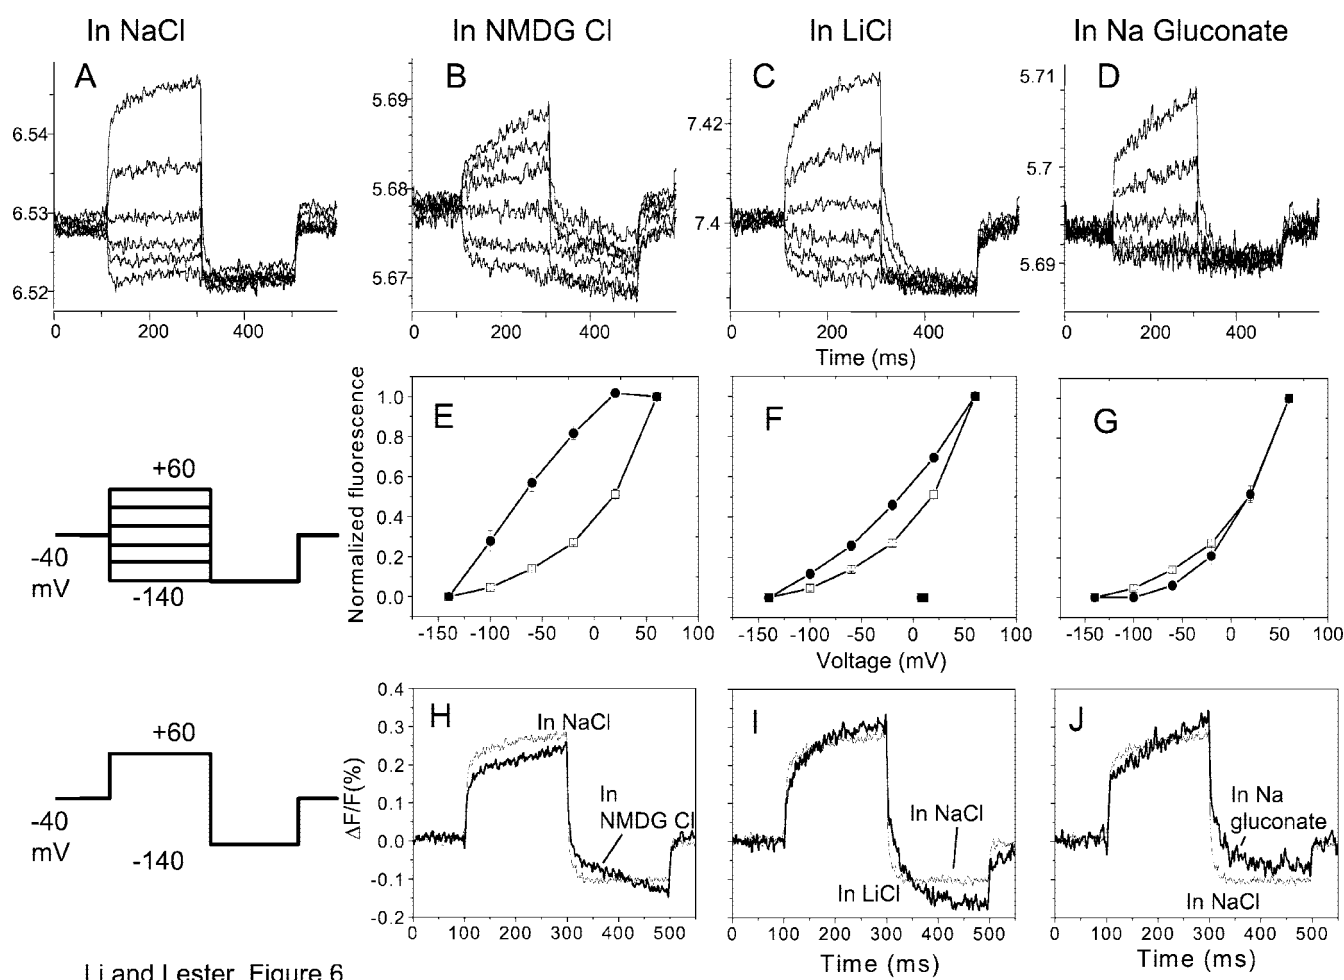 In NaCl
In NMDG Cl
In LiCl
In Na Gluconate
A
6.54
6.53
6.52
0
200
400
B
5.69
5.68
5.67
0
200
400
C
7.42
7.4
0
200
400
Time (ms)
D
5.71
5.7
5.69
0
200
400
+60
-40
mV
-140
Normalized fluorescence
E
1.0
0.8
0.6
0.4
0.2
0.0
-150
-100
-50
0
50
100
F
-150
-100
-50
0
50
100
Voltage (mV)
G
-150
-100
-50
0
50
100
+60
-40
mV
-140
ΔF/F(%)
H
0.4
0.3
0.2
0.1
0.0
-0.1
-0.2
In NaCl
In
NMDG Cl
0
100
200
300
400
500
I
In NaCl
In LiCl
0
100
200
300
400
500
Time (ms)
J
In Na
gluconate
In NaCl
0
100
200
300
400
500
Time (ms)
Li and Lester Figure 6